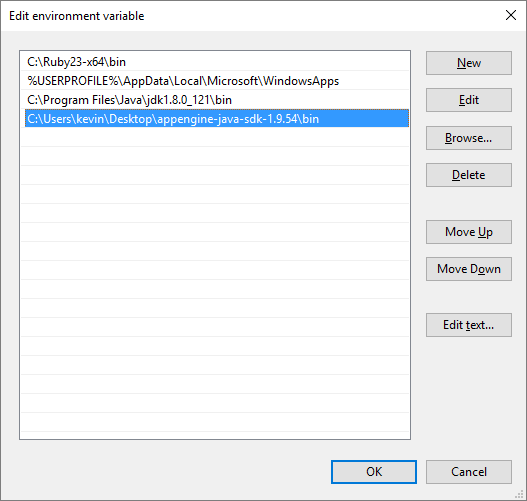 Edit environment variable
C:\Ruby23-x64\bin
%USERPROFILE%\AppData\Local\Microsoft\WindowsApps
C:\Program Files\Java\jdk1.8.0_121\bin
C:\Users\kevin\Desktop\appengine-java-sdk-1.9.54\bin
New
Edit
Browse...
Delete
Move Up
Move Down
Edit text...
OK
Cancel